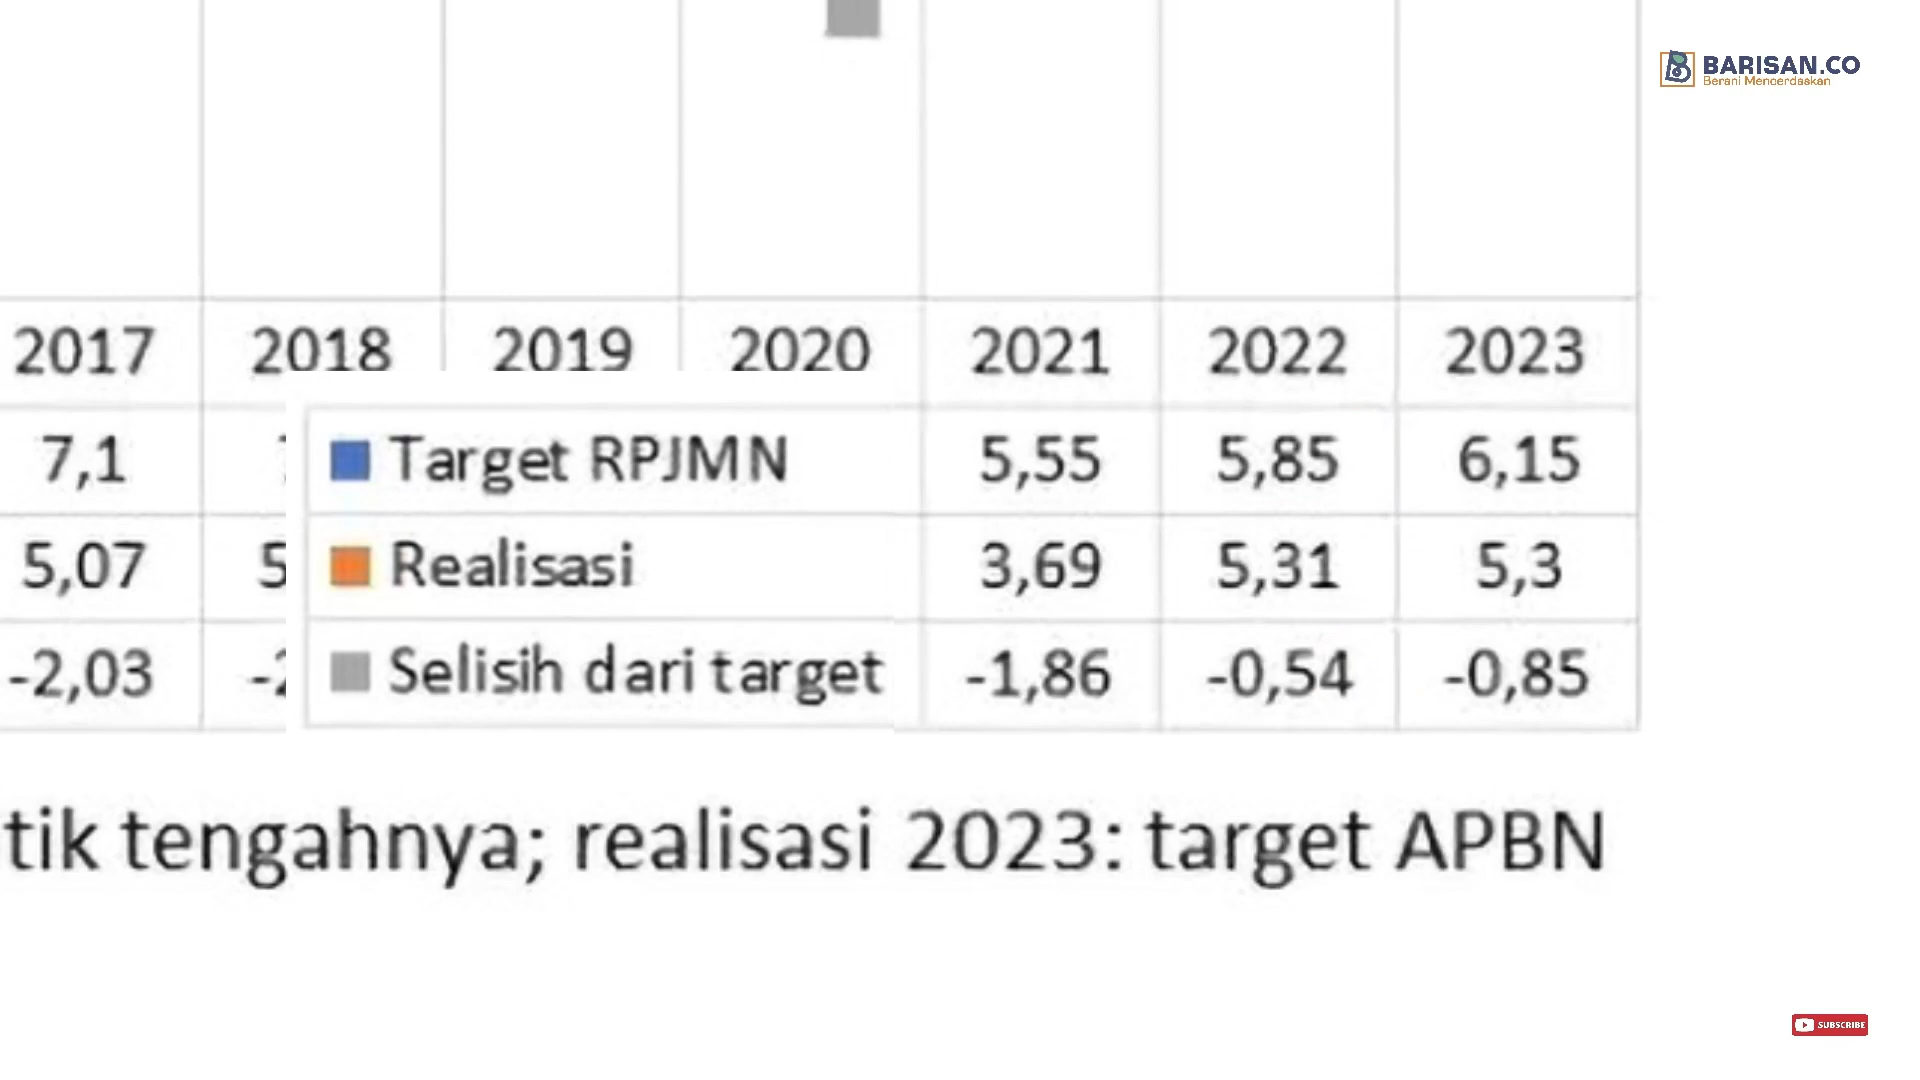 BARISAN.CO
Berani Mencerdaskan
2017 2018 2019 2020 2021 2022 2023
7,1 Target RPJMN 5,55 5,85 6,15
5,07 5 Realisasi 3,69 5,31 5,3
-2,03 -2 Selisih dari target -1,86 -0,54 -0,85
tik tengahnya; realisasi 2023: target APBN
SUBSCRIBE